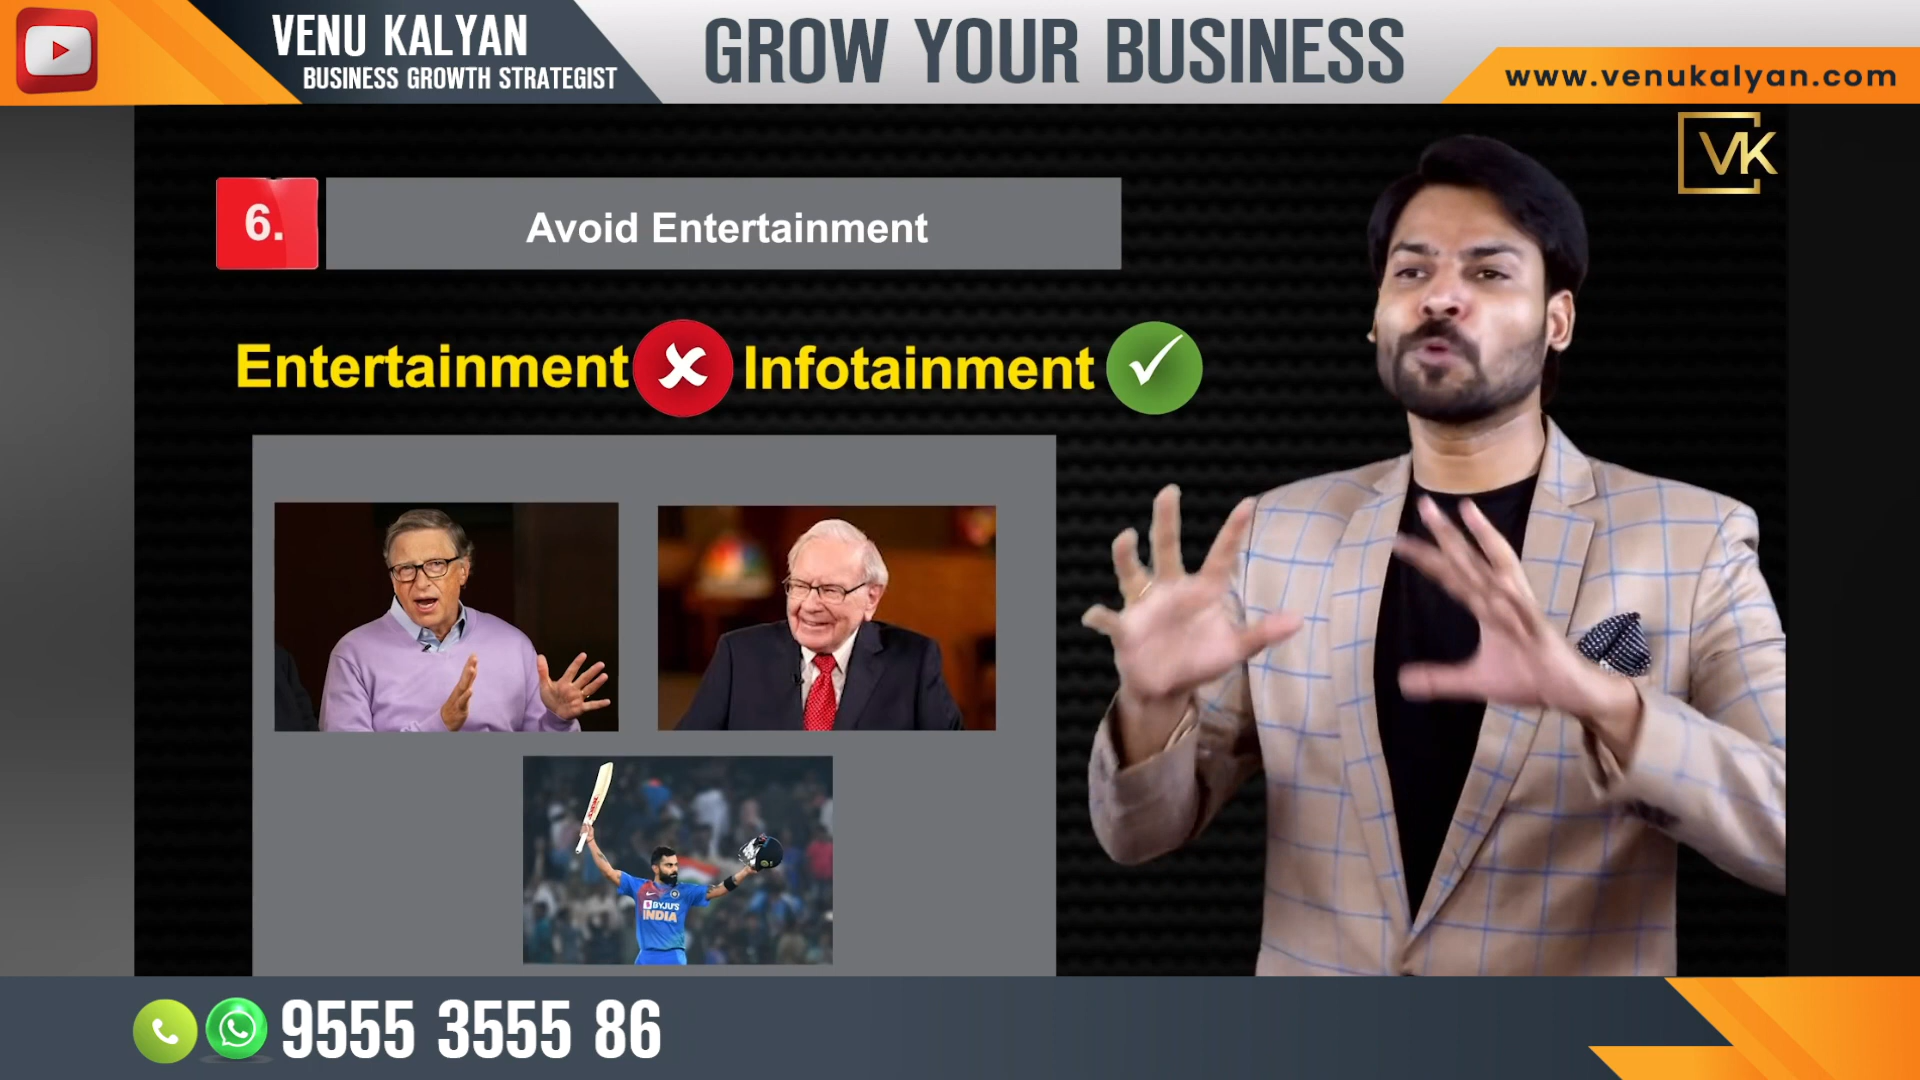 VENU KALYAN
BUSINESS GROWTH STRATEGIST
GROW YOUR BUSINESS
www.venukalyan.com
VK
6.
Avoid Entertainment
Entertainment Infotainment
BYJU'S
INDIA
9555 3555 86